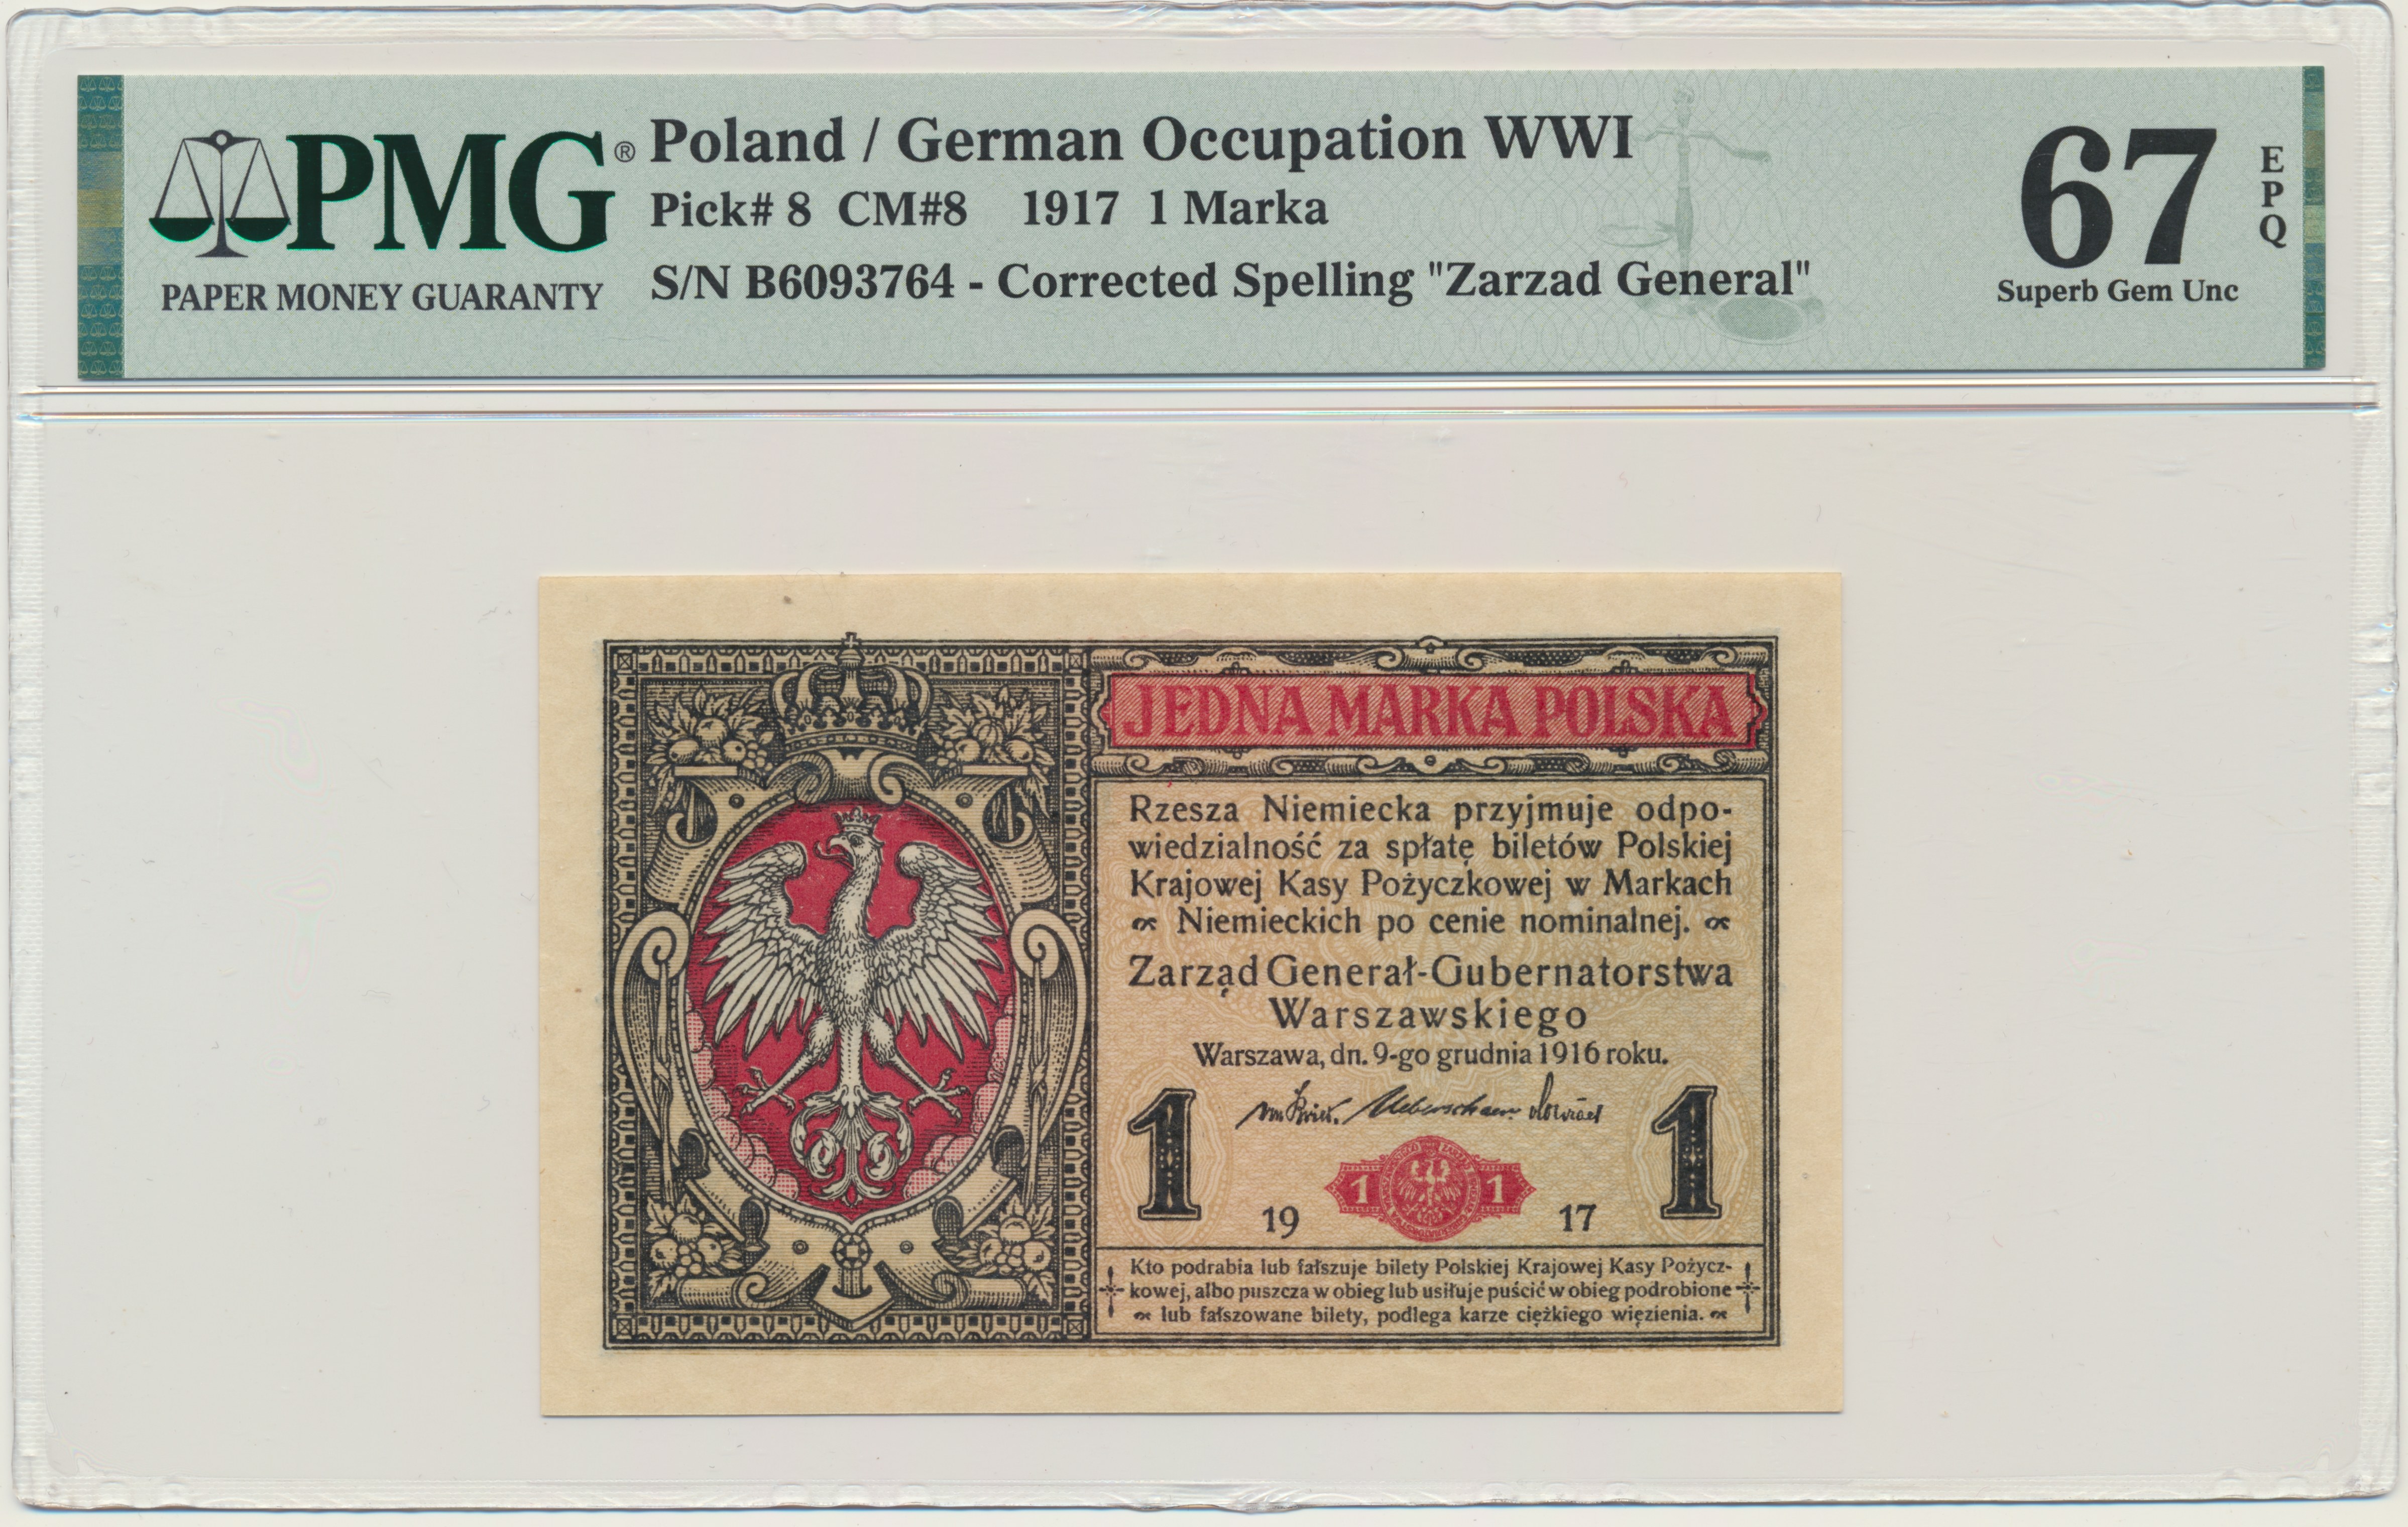 PMG® Poland / German Occupation WWI
Pick# 8 CM#8 1917 1 Marka
PAPER MONEY GUARANTY
S/N B6093764 - Corrected Spelling "Zarzad General"
67
EPQ
Superb Gem Unc
JEDNA MARKA POLSKA
Rzesza Niemiecka przyjmuje odpo-
wiedzialność za spłatę biletów Polskiej
Krajowej Kasy Pożyczkowej w Markach
Niemieckich po cenie nominalnej.
Zarząd Generał-Gubernatorstwa
Warszawskiego
Warszawa, dn. 9-go grudnia 1916 roku.
1 1
1 1
19 17
Kto podrabia lub fałszuje bilety Polskiej Krajowej Kasy Pożycz-
kowej, albo puszcza w obieg lub usiłuje puścić w obieg podrobione
lub fałszowane bilety, podlega karze ciężkiego więzienia.